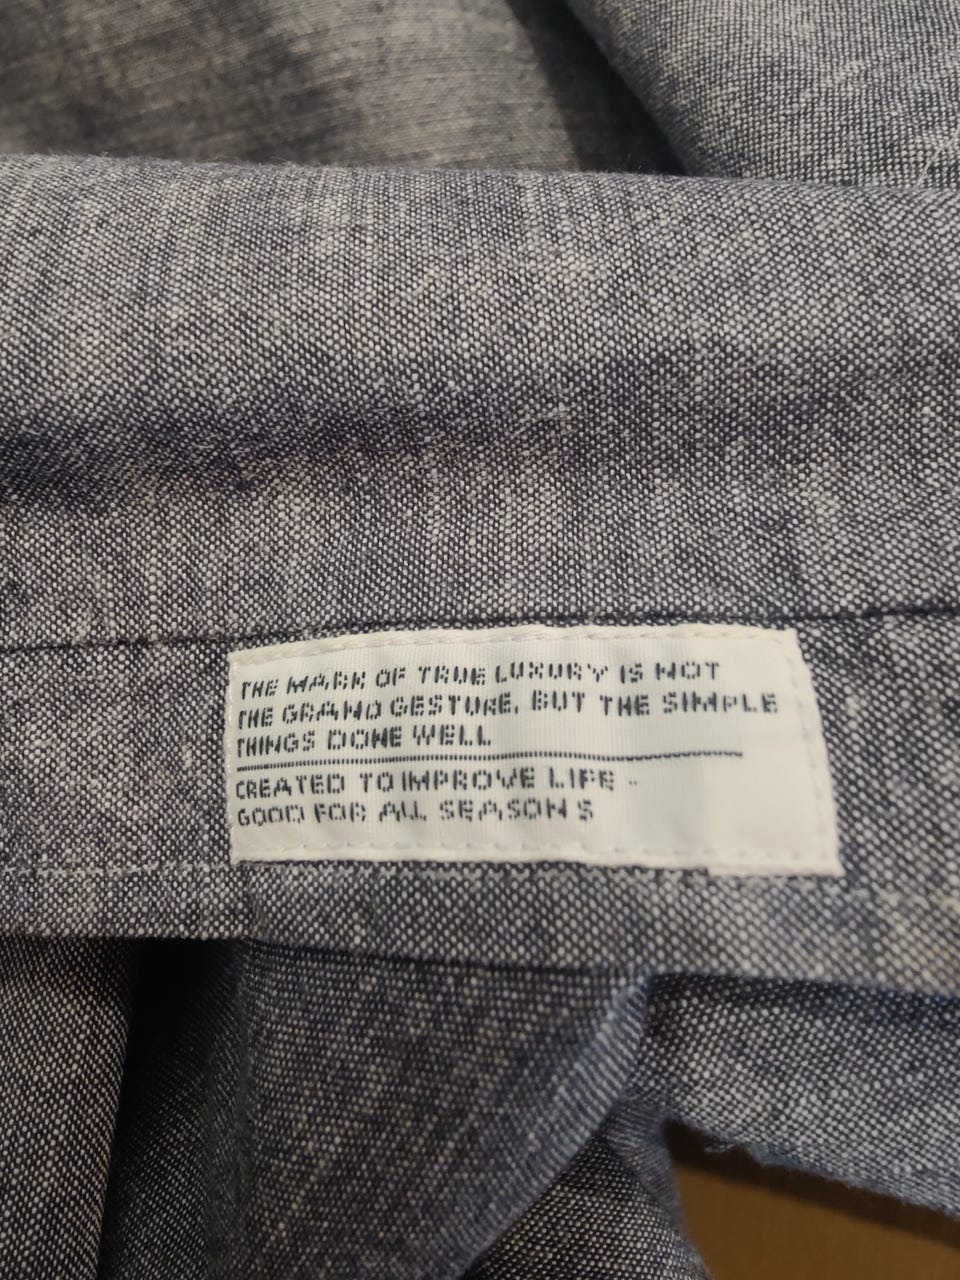 THE MARK OF TRUE LUXURY IS NOT
THE GRAND GESTURE, BUT THE SIMPLE
THINGS DONE WELL
CREATED TO IMPROVE LIFE -
GOOD FOR ALL SEASONS